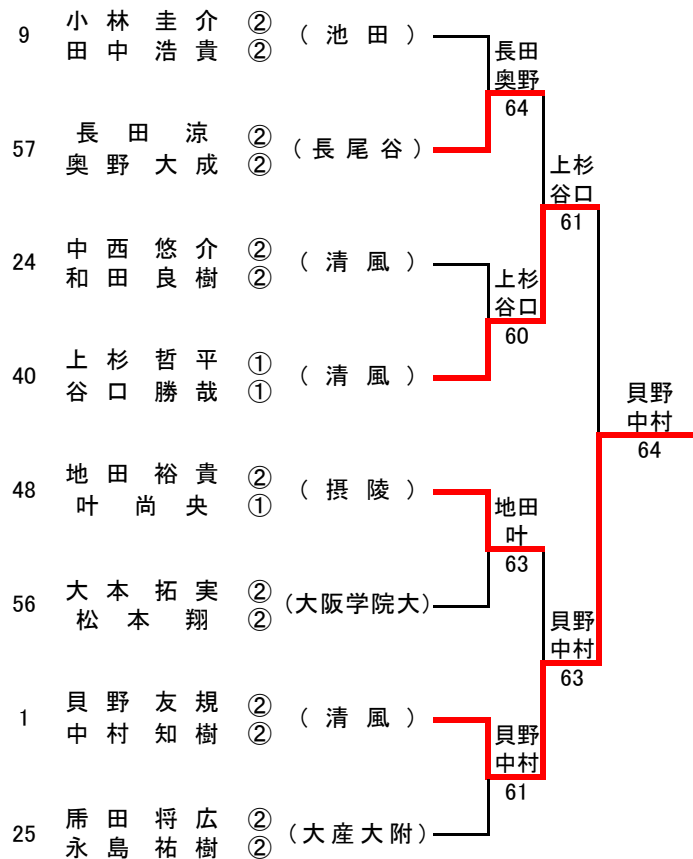 9 小林圭介 ② (池田)
田中浩貴 ②
57 長田涼 ② (長尾谷)
奥野大成 ②
24 中西悠介 ② (清風)
和田良樹 ②
40 上杉哲平 ① (清風)
谷口勝哉 ①
48 地田裕貴 ② (摂陵)
叶尚央 ①
56 大本拓実 ② (大阪学院大)
松本翔 ②
1 貝野友規 ② (清風)
中村知樹 ②
25 田将広 ② (大産大附)
永島祐樹 ②
長田
奥野
64
上杉
谷口
60
地田
叶
63
貝野
中村
61
上杉
谷口
61
貝野
中村
63
貝野
中村
64